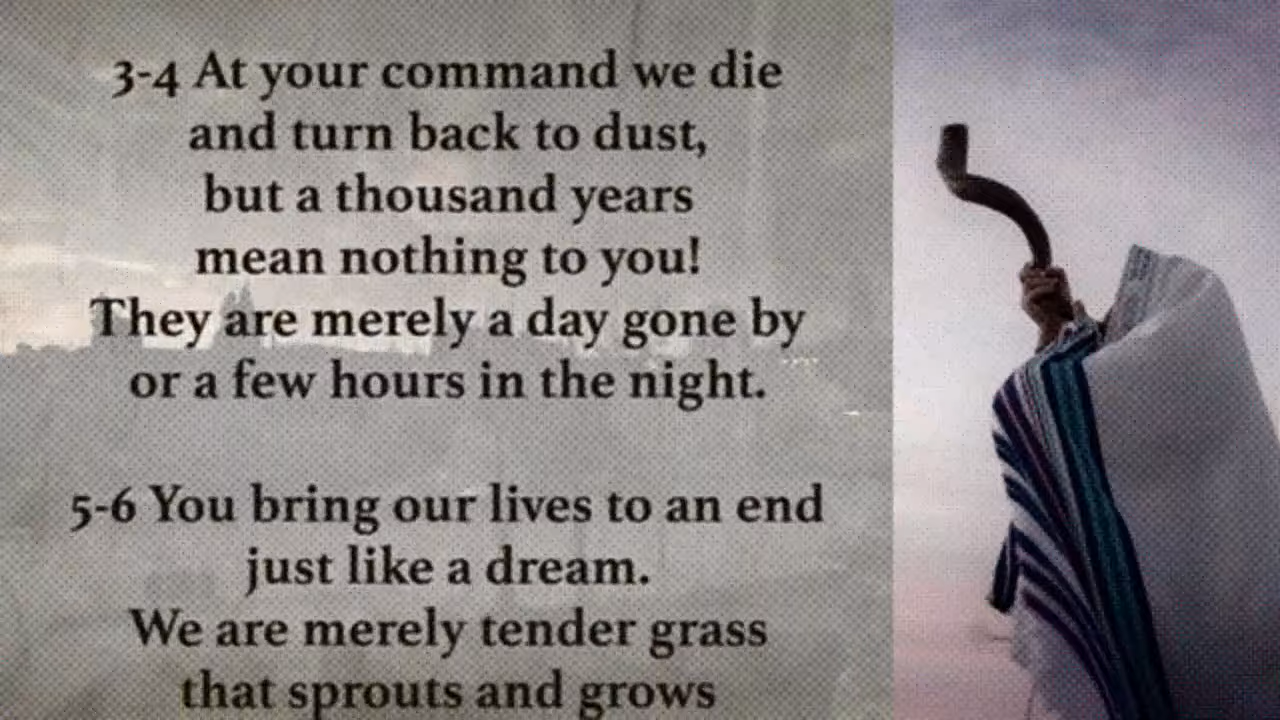 3-4 At your command we die
and turn back to dust,
but a thousand years
mean nothing to you!
They are merely a day gone by
or a few hours in the night.
5-6 You bring our lives to an end
just like a dream.
We are merely tender grass
that sprouts and grows